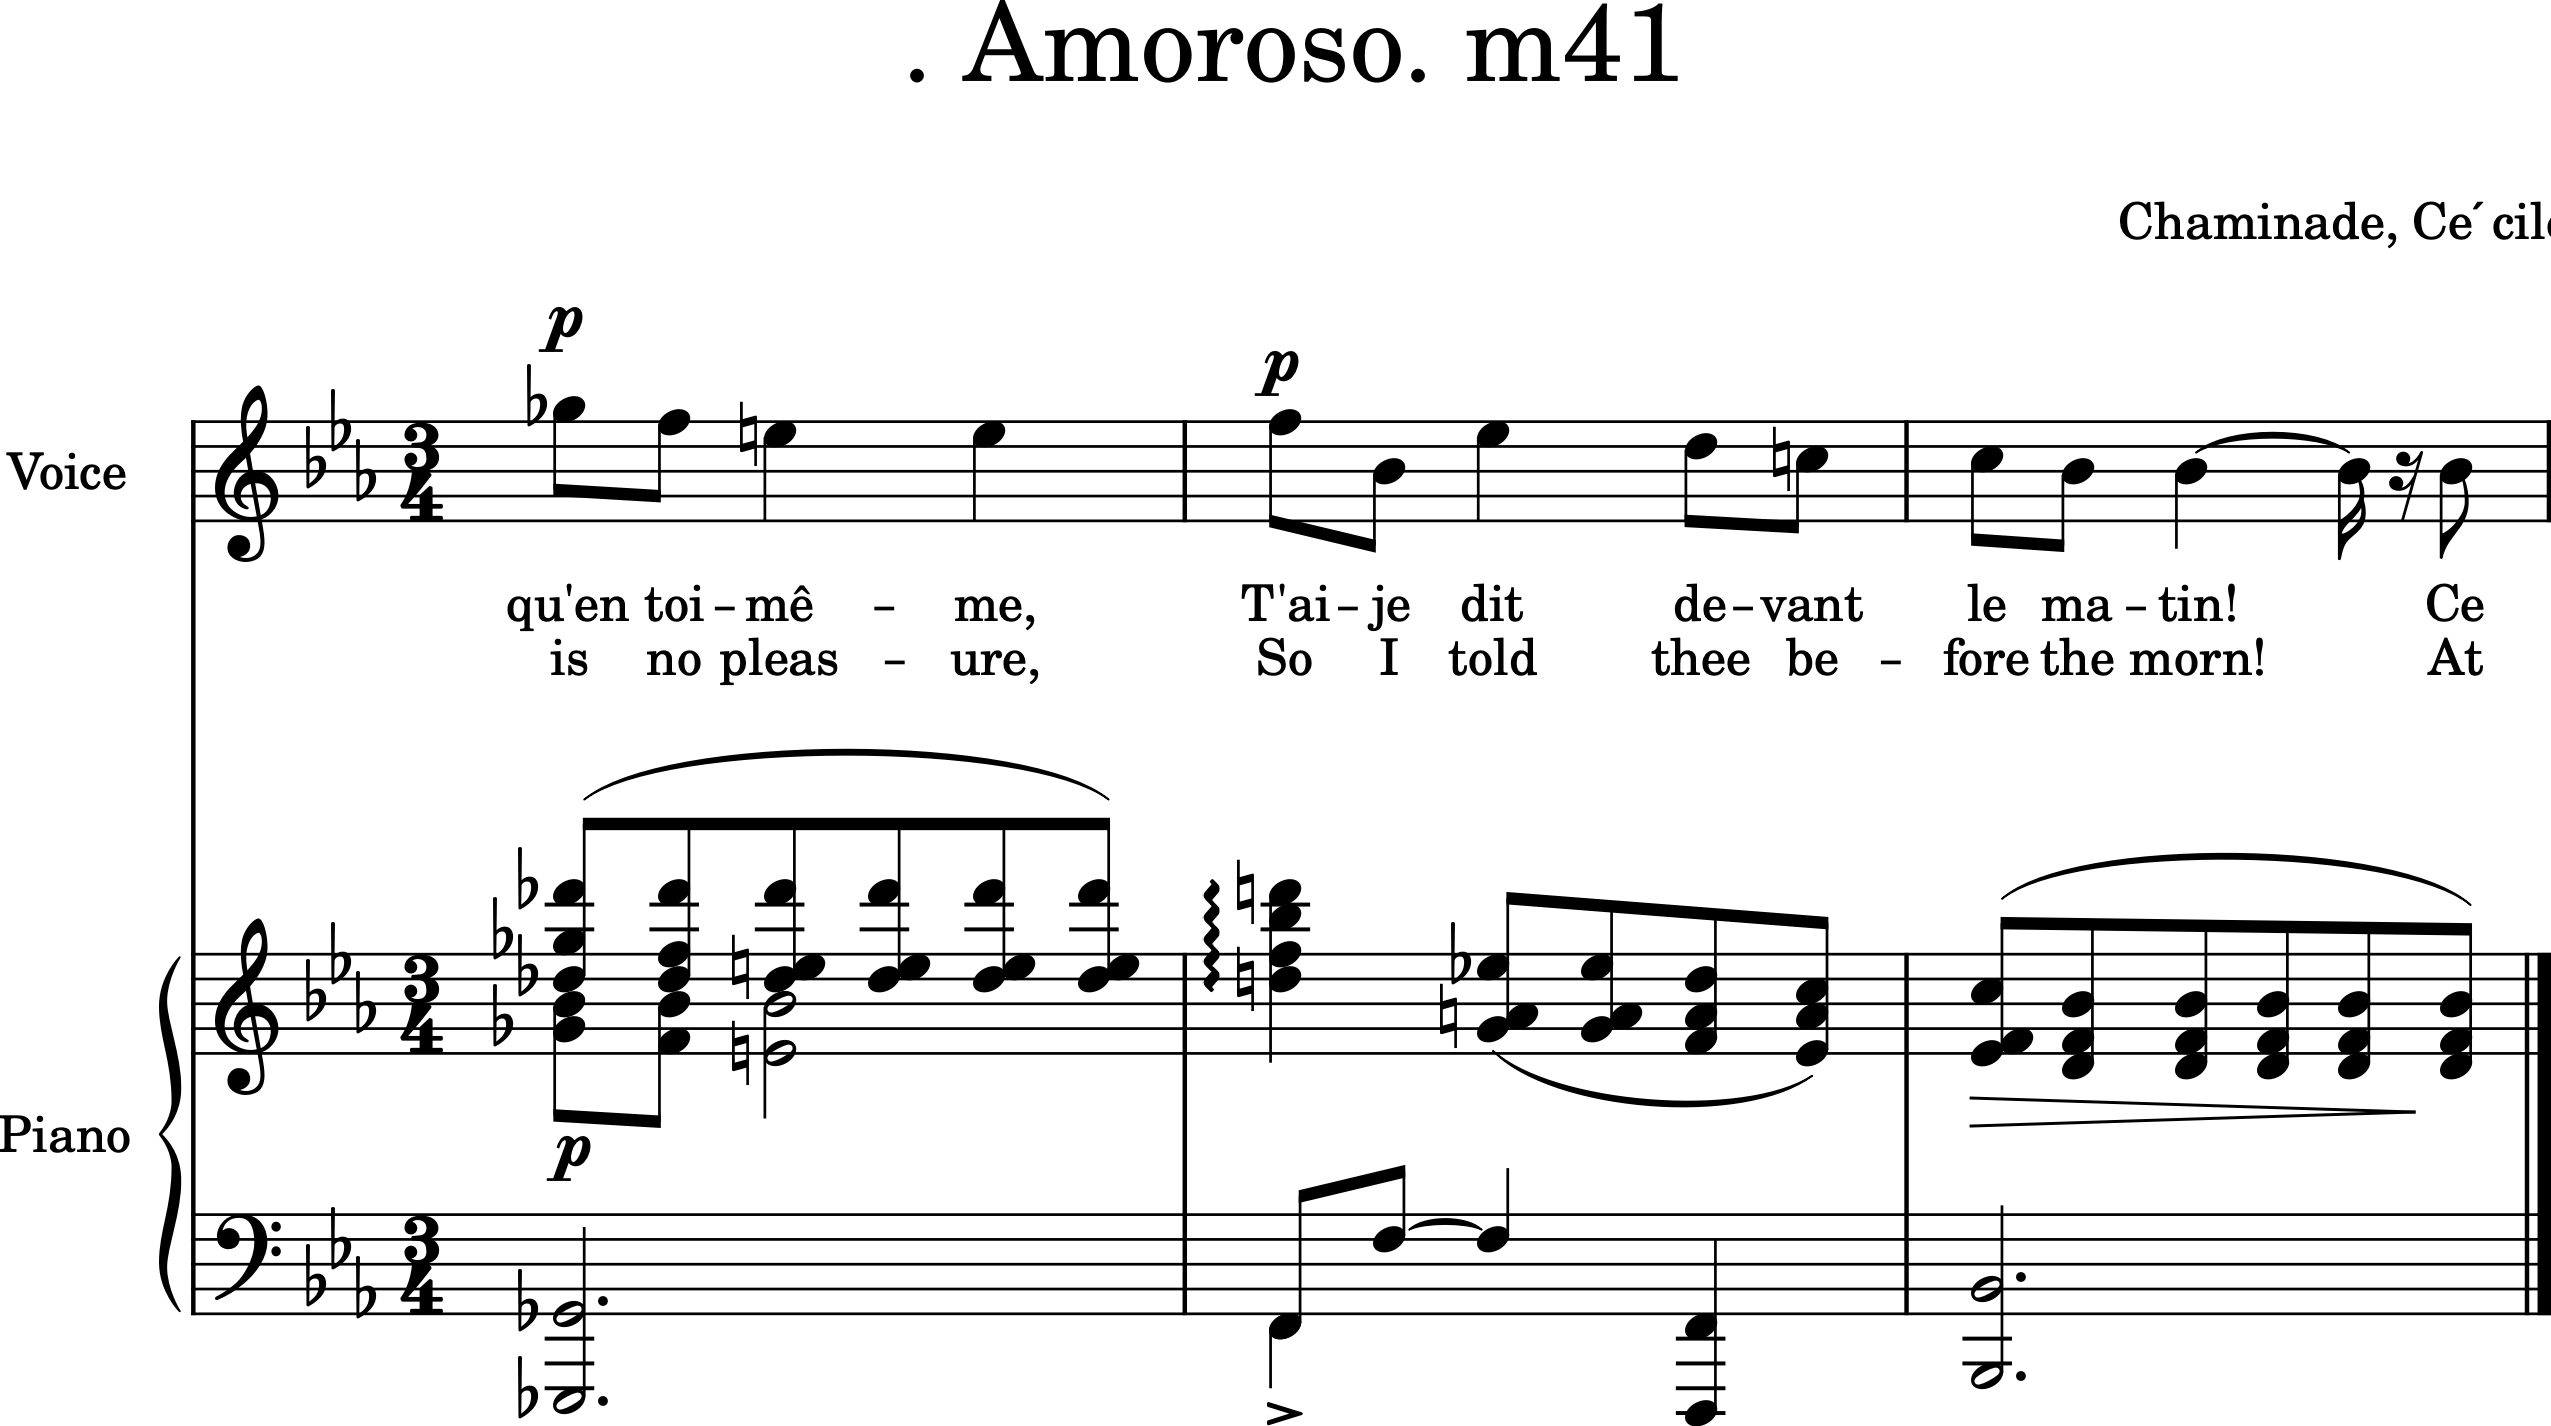 . Amoroso. m41
Chaminade, Ce´cile
p
p
Voice
qu'en toi – mê – me, T'ai – je dit de – vant le ma – tin! Ce
is no pleas – ure, So I told thee be – fore the morn! At
Piano
p